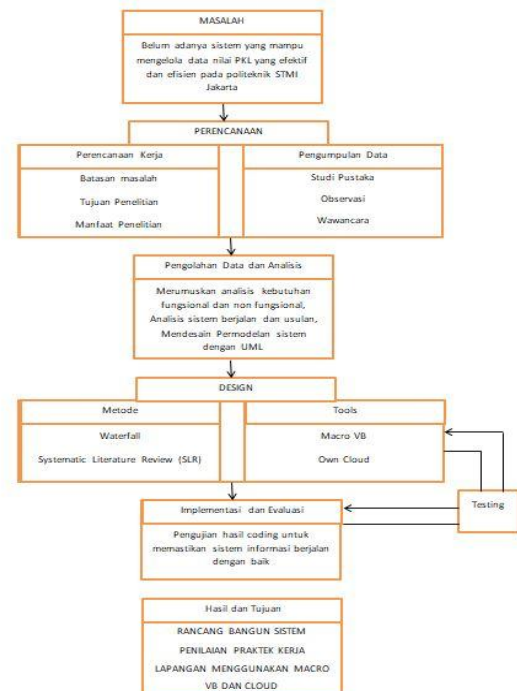 MASALAH
Belum adanya sistem yang mampu
mengelola data nilai PKL yang efektif
dan efisien pada politeknik STMI
Jakarta
PERENCANAAN
Perencanaan Kerja
Batasan masalah
Tujuan Penelitian
Manfaat Penelitian
Pengumpulan Data
Studi Pustaka
Observasi
Wawancara
Pengolahan Data dan Analisis
Merumuskan analisis kebutuhan
fungsional dan non fungsional,
Analisis sistem berjalan dan usulan,
Mendesain Permodelan sistem
dengan UML
DESIGN
Metode
Waterfall
Systematic Literature Review (SLR)
Tools
Macro VB
Own Cloud
Testing
Implementasi dan Evaluasi
Pengujian hasil coding untuk
memastikan sistem informasi berjalan
dengan baik
Hasil dan Tujuan
RANCANG BANGUN SISTEM
PENILAIAN PRAKTEK KERJA
LAPANGAN MENGGUNAKAN MACRO
VB DAN CLOUD